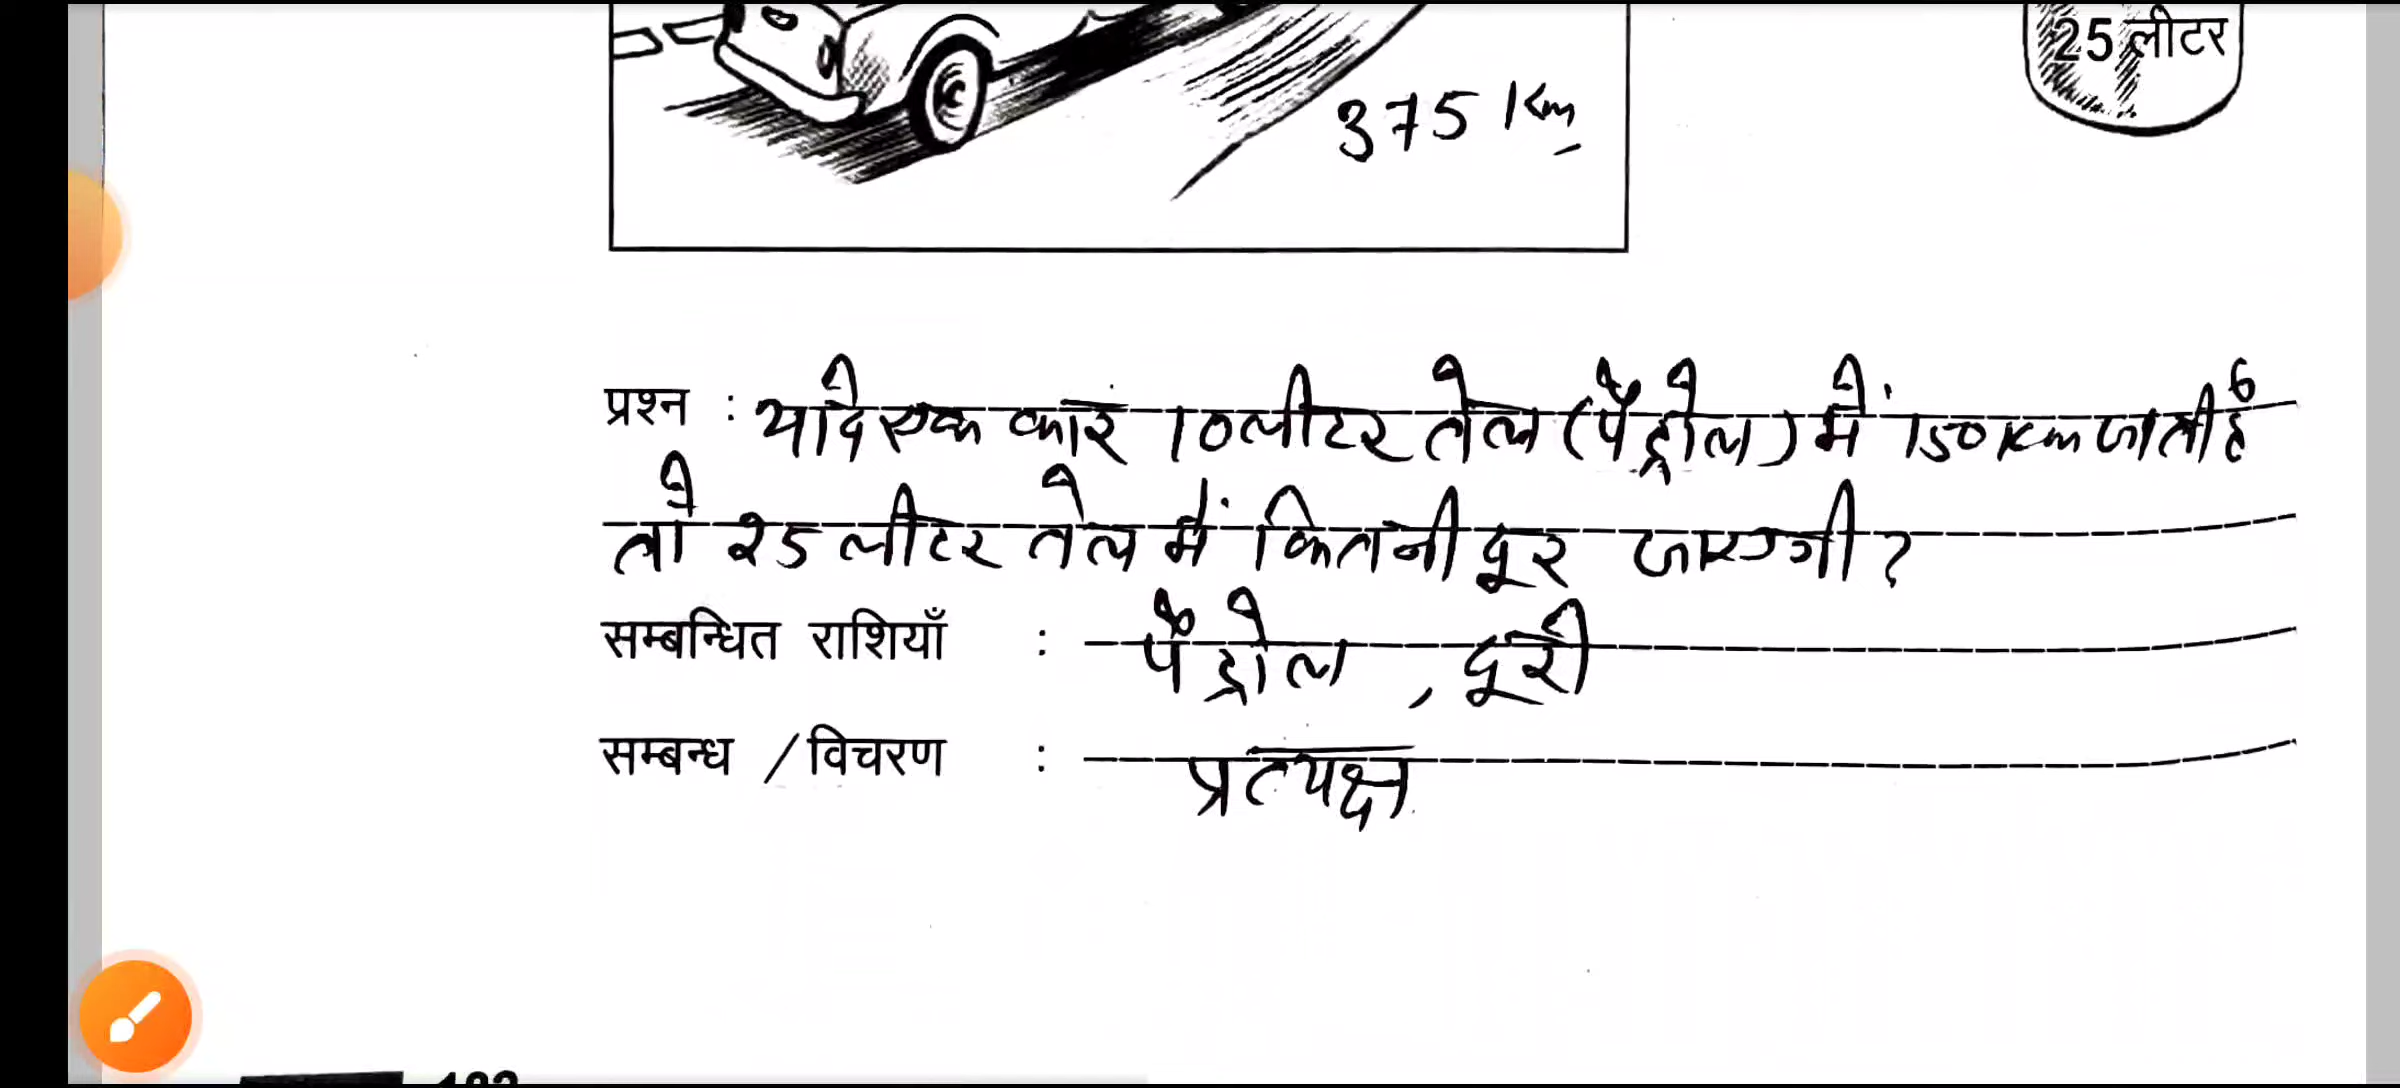 25 लीटर
375 Km
प्रश्न : यदि एक कार 10 लीटर तेल (पैट्रोल) में 150 Km जाती है
तो 25 लीटर तेल में कितनी दूर जाएगी?
सम्बन्धित राशियाँ : पैट्रोल, दूरी
सम्बन्ध / विचरण : प्रत्यक्ष